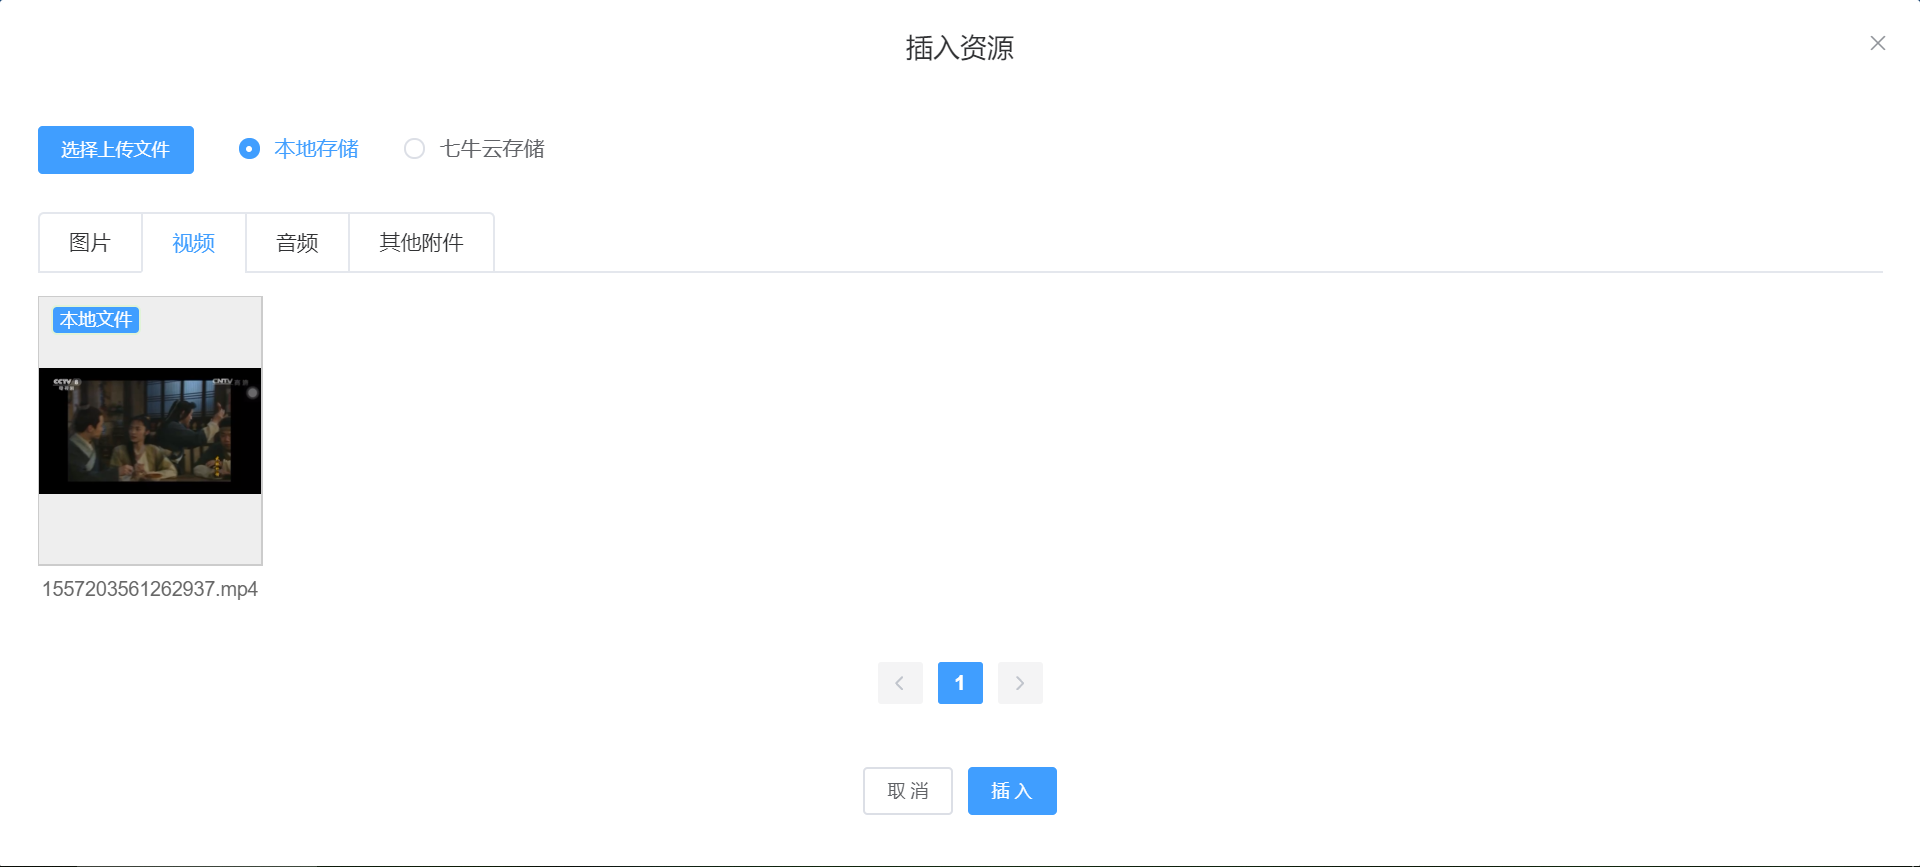 插入资源
选择上传文件 本地存储 七牛云存储
图片 视频 音频 其他附件
本地文件
CCTV 8 CNTV
1557203561262937.mp4
1
取消 插入